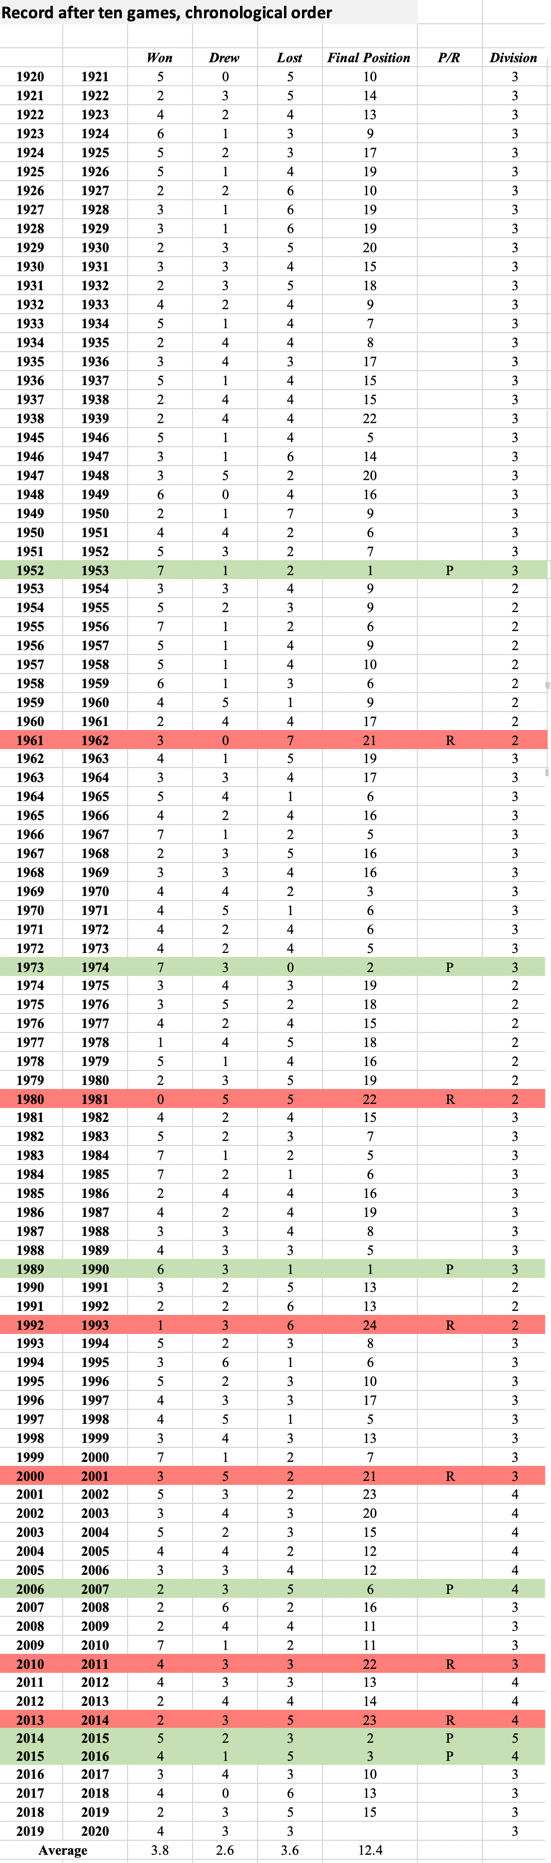 Record after ten games, chronological order
Won Drew Lost Final Position P/R Division
1920 1921 5 0 5 10 3
1921 1922 2 3 5 14 3
1922 1923 4 2 4 13 3
1923 1924 6 1 3 9 3
1924 1925 5 2 3 17 3
1925 1926 5 1 4 19 3
1926 1927 2 2 6 10 3
1927 1928 3 1 6 19 3
1928 1929 3 1 6 19 3
1929 1930 2 3 5 20 3
1930 1931 3 3 4 15 3
1931 1932 2 3 5 18 3
1932 1933 4 2 4 9 3
1933 1934 5 1 4 7 3
1934 1935 2 4 4 8 3
1935 1936 3 4 3 17 3
1936 1937 5 1 4 15 3
1937 1938 2 4 4 15 3
1938 1939 2 4 4 22 3
1945 1946 5 1 4 5 3
1946 1947 3 1 6 14 3
1947 1948 3 5 2 20 3
1948 1949 6 0 4 16 3
1949 1950 2 1 7 9 3
1950 1951 4 4 2 6 3
1951 1952 5 3 2 7 3
1952 1953 7 1 2 1 P 3
1953 1954 3 3 4 9 2
1954 1955 5 2 3 9 2
1955 1956 7 1 2 6 2
1956 1957 5 1 4 9 2
1957 1958 5 1 4 10 2
1958 1959 6 1 3 6 2
1959 1960 4 5 1 9 2
1960 1961 2 4 4 17 2
1961 1962 3 0 7 21 R 2
1962 1963 4 1 5 19 3
1963 1964 3 3 4 17 3
1964 1965 5 4 1 6 3
1965 1966 4 2 4 16 3
1966 1967 7 1 2 5 3
1967 1968 2 3 5 16 3
1968 1969 3 3 4 16 3
1969 1970 4 4 2 3 3
1970 1971 4 5 1 6 3
1971 1972 4 2 4 6 3
1972 1973 4 2 4 5 3
1973 1974 7 3 0 2 P 3
1974 1975 3 4 3 19 2
1975 1976 3 5 2 18 2
1976 1977 4 2 4 15 2
1977 1978 1 4 5 18 2
1978 1979 5 1 4 16 2
1979 1980 2 3 5 19 2
1980 1981 0 5 5 22 R 2
1981 1982 4 2 4 15 3
1982 1983 5 2 3 7 3
1983 1984 7 1 2 5 3
1984 1985 7 2 1 6 3
1985 1986 2 4 4 16 3
1986 1987 4 2 4 19 3
1987 1988 3 3 4 8 3
1988 1989 4 3 3 5 3
1989 1990 6 3 1 1 P 3
1990 1991 3 2 5 13 2
1991 1992 2 2 6 13 2
1992 1993 1 3 6 24 R 2
1993 1994 5 2 3 8 3
1994 1995 3 6 1 6 3
1995 1996 5 2 3 10 3
1996 1997 4 3 3 17 3
1997 1998 4 5 1 5 3
1998 1999 3 4 3 13 3
1999 2000 7 1 2 7 3
2000 2001 3 5 2 21 R 3
2001 2002 5 3 2 23 4
2002 2003 3 4 3 20 4
2003 2004 5 2 3 15 4
2004 2005 4 4 2 12 4
2005 2006 3 3 4 12 4
2006 2007 2 3 5 6 P 4
2007 2008 2 6 2 16 3
2008 2009 2 4 4 11 3
2009 2010 7 1 2 11 3
2010 2011 4 3 3 22 R 3
2011 2012 4 3 3 13 4
2012 2013 2 4 4 14 4
2013 2014 2 3 5 23 R 4
2014 2015 5 2 3 2 P 5
2015 2016 4 1 5 3 P 4
2016 2017 3 4 3 10 3
2017 2018 4 0 6 13 3
2018 2019 2 3 5 15 3
2019 2020 4 3 3 3
Average 3.8 2.6 3.6 12.4